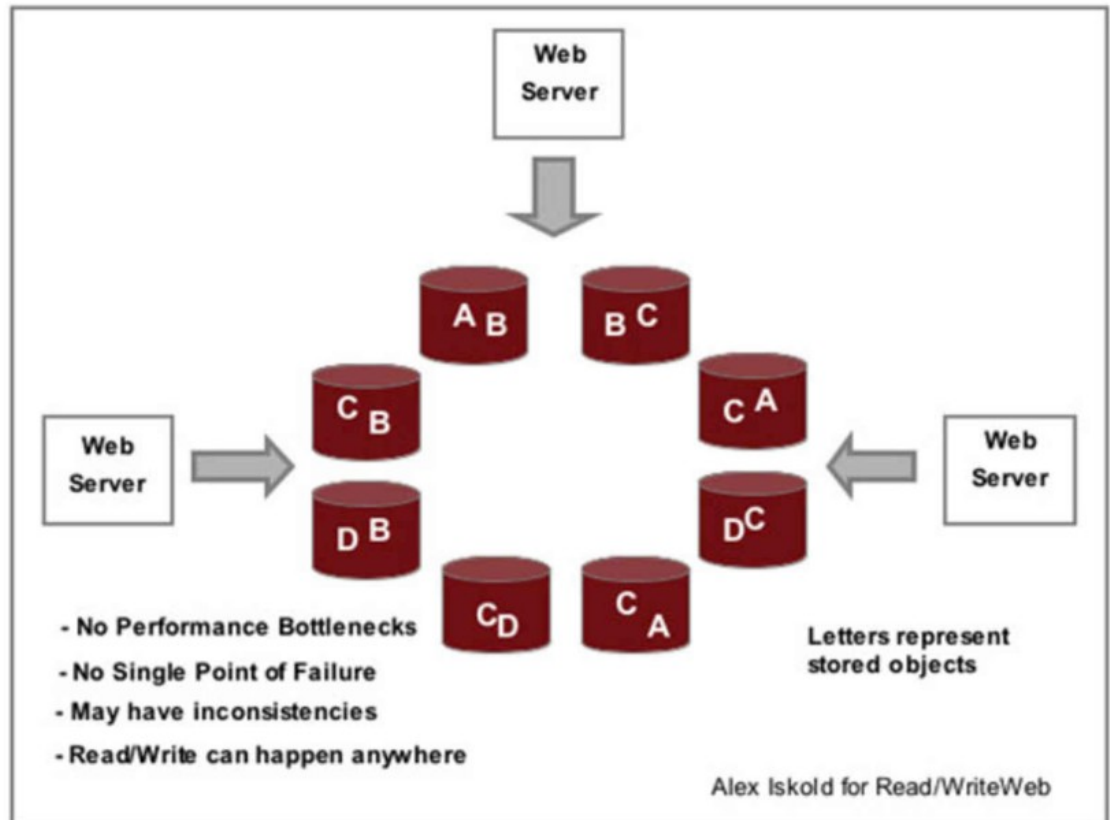 Web
Server
A B
B C
C B
C A
Web
Server
Web
Server
D B
D C
C D
C A
- No Performance Bottlenecks
- No Single Point of Failure
- May have inconsistencies
- Read/Write can happen anywhere
Letters represent
stored objects
Alex Iskold for Read/WriteWeb